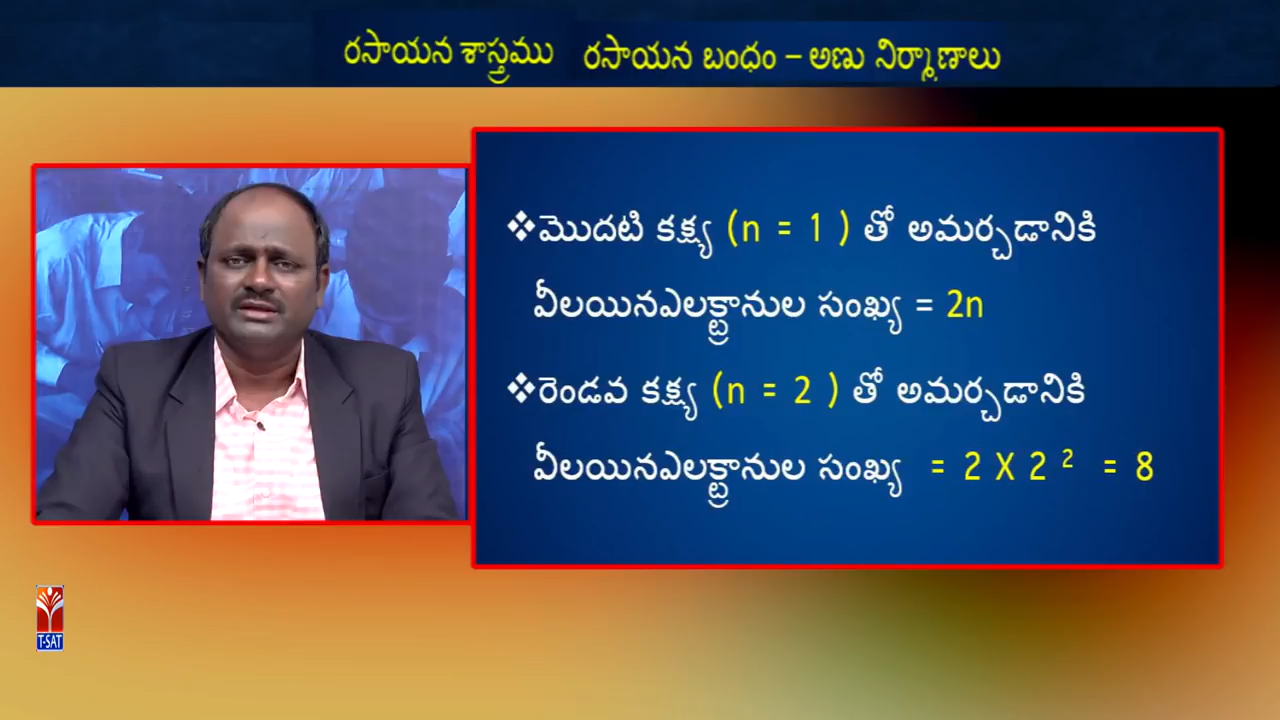 రసాయన శాస్త్రము రసాయన బంధం – అణు నిర్మాణాలు
❖మొదటి కక్ష్య (n = 1 ) తో అమర్చడానికి
వీలయినఎలక్ట్రానుల సంఖ్య = 2n
❖రెండవ కక్ష్య (n = 2 ) తో అమర్చడానికి
వీలయినఎలక్ట్రానుల సంఖ్య = 2 X 2 ² = 8
T-SAT